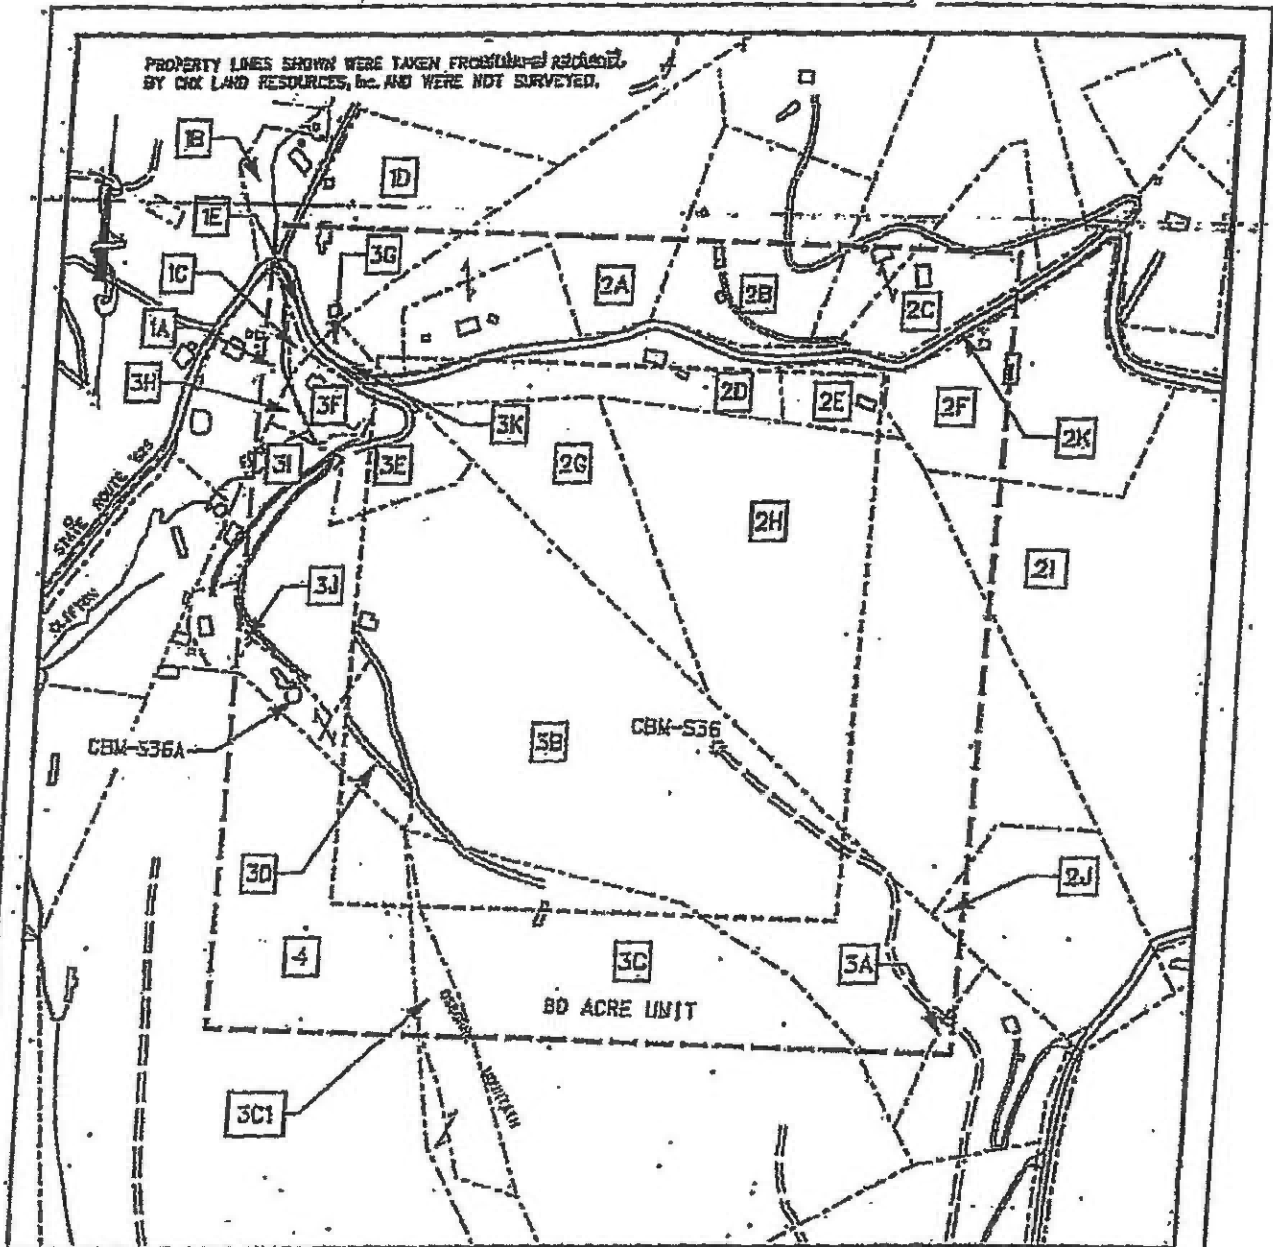 PROPERTY LINES SHOWN WERE TAKEN
BY CNX LAND RESOURCES, Inc. AND WERE NOT SURVEYED.
1B
1D
1E
3G
1C
2A
2B
2C
1A
3H
3F
2D
2E
2F
3K
2K
3I
3E
2G
STATE ROUTE
2H
2I
3J
3B
CBM-S36
CBM-S36A
3D
2J
4
3C
3A
80 ACRE UNIT
3C1